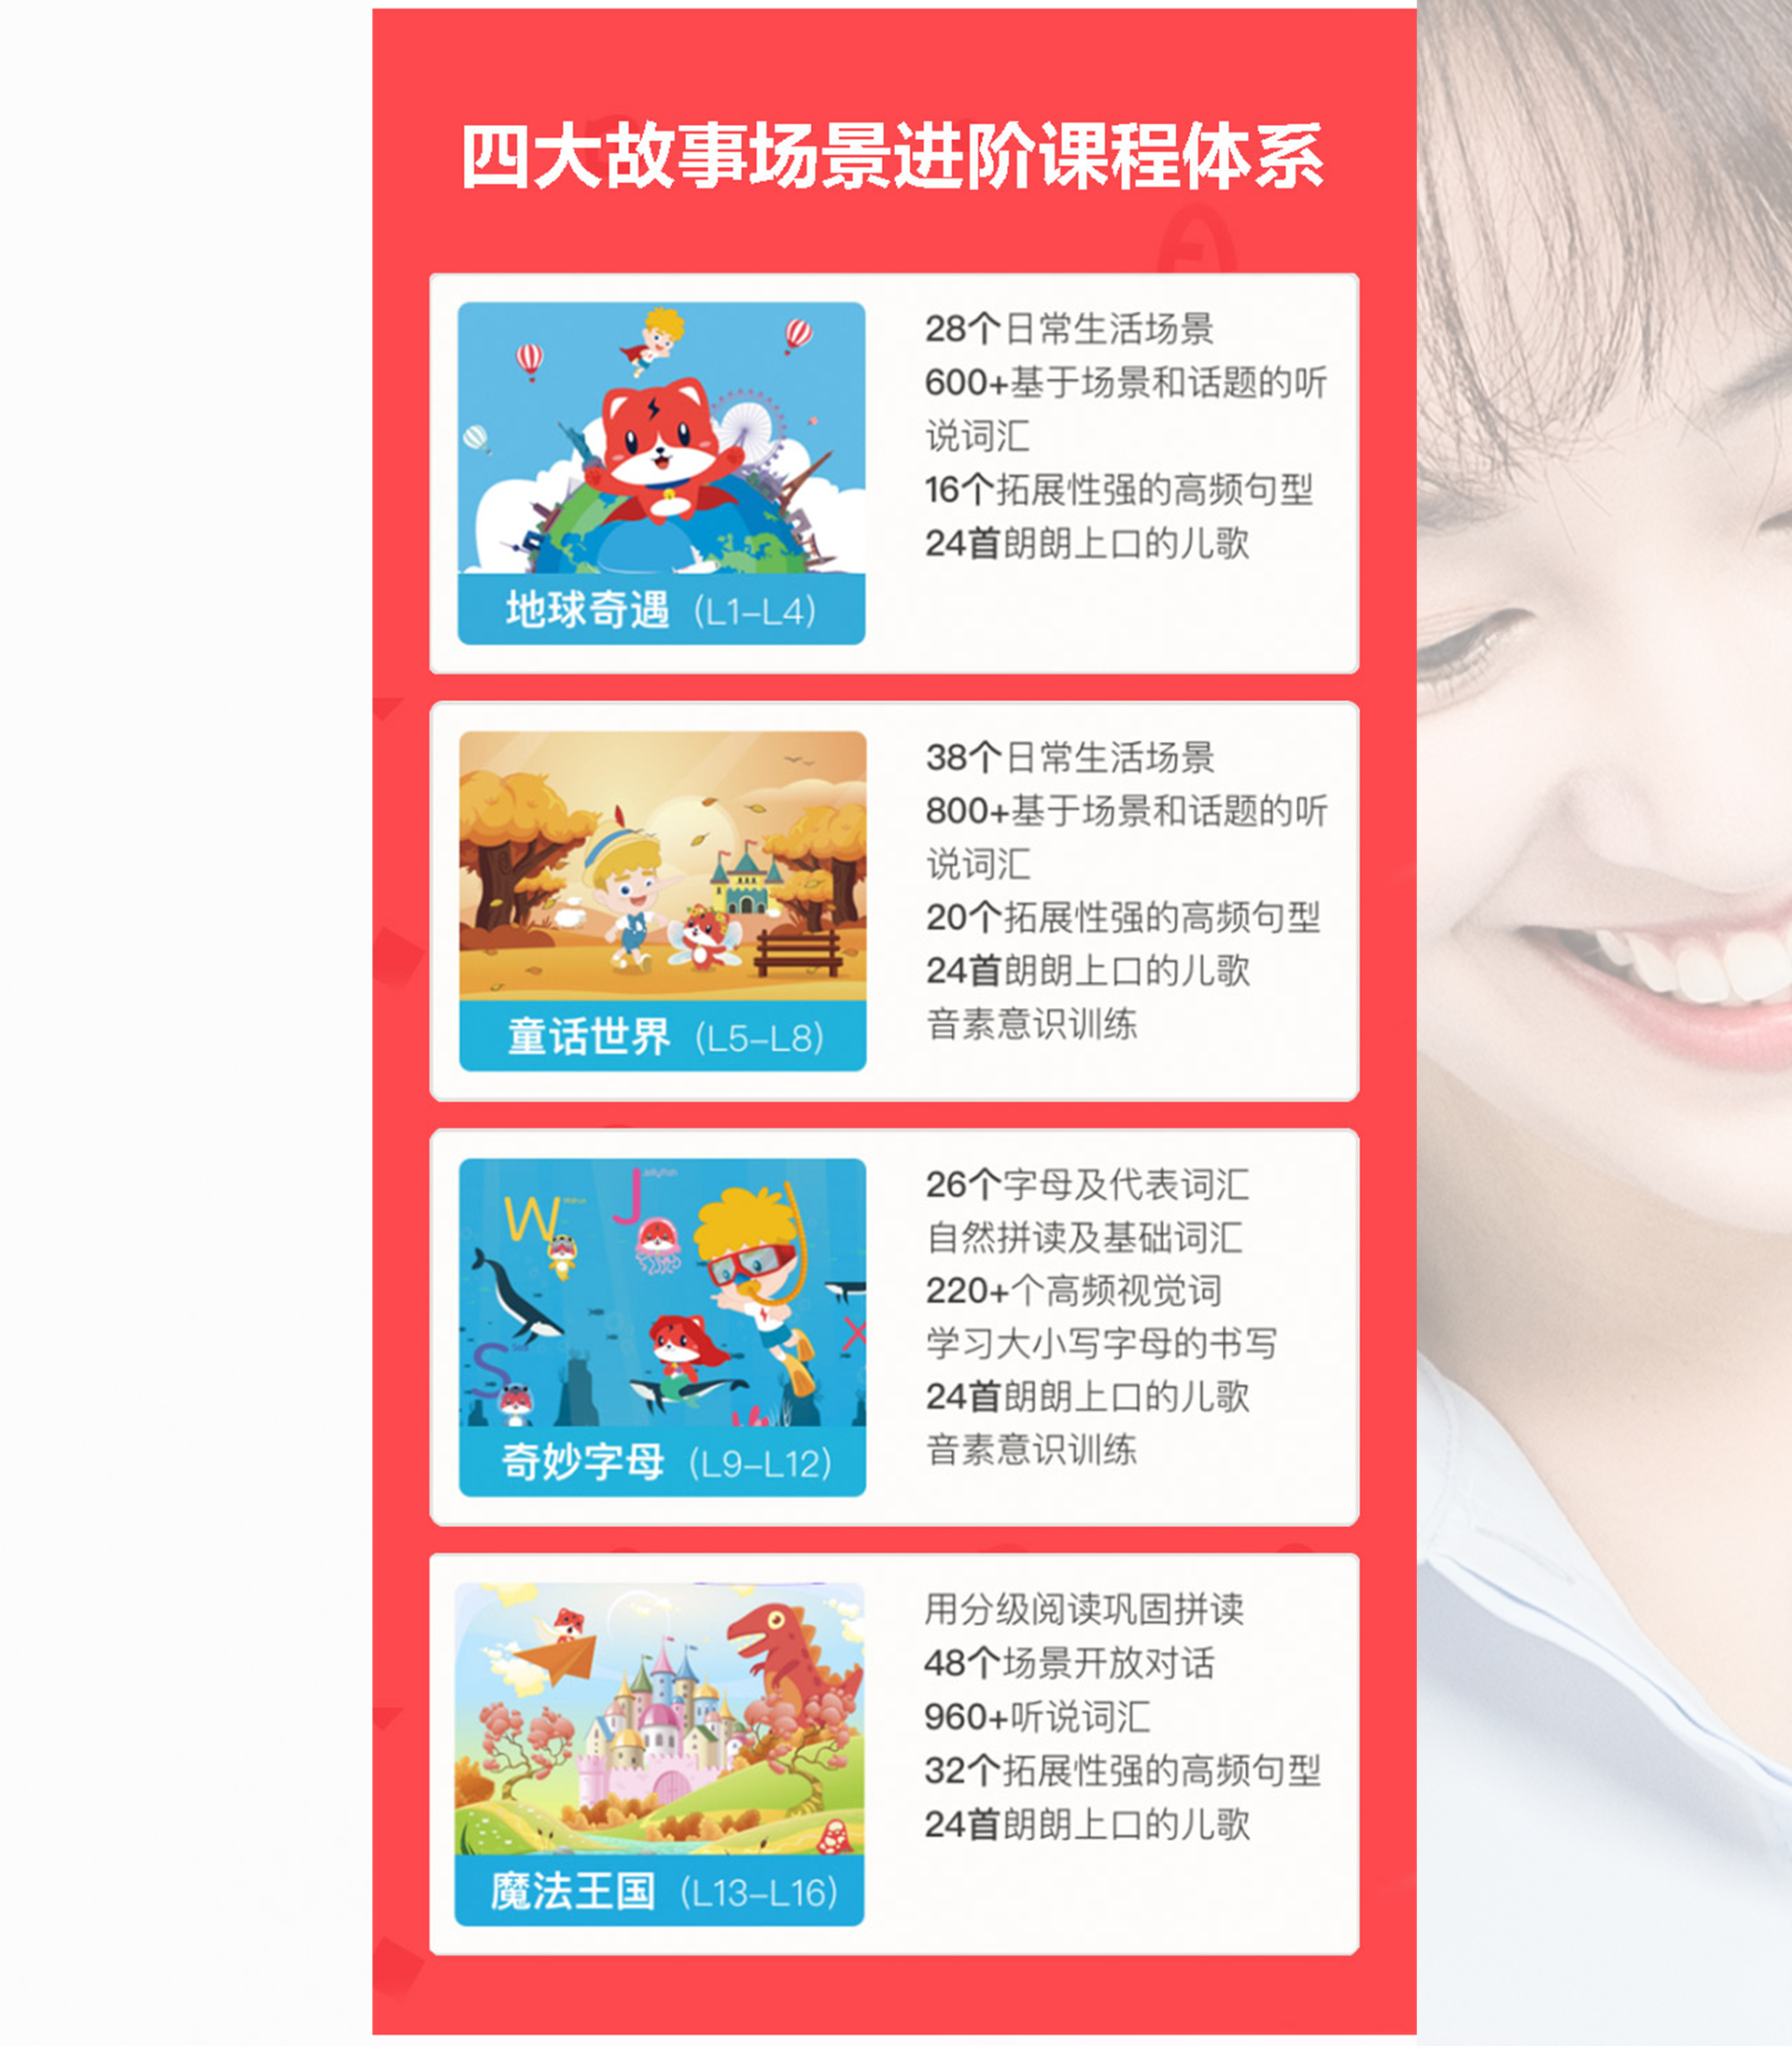 四大故事场景进阶课程体系
28个日常生活场景
600+基于场景和话题的听
说词汇
16个拓展性强的高频句型
24首朗朗上口的儿歌
地球奇遇（L1–L4）
38个日常生活场景
800+基于场景和话题的听
说词汇
20个拓展性强的高频句型
24首朗朗上口的儿歌
音素意识训练
童话世界（L5–L8）
W
J
Jellyfish
S
X
26个字母及代表词汇
自然拼读及基础词汇
220+个高频视觉词
学习大小写字母的书写
24首朗朗上口的儿歌
音素意识训练
奇妙字母（L9–L12）
用分级阅读巩固拼读
48个场景开放对话
960+听说词汇
32个拓展性强的高频句型
24首朗朗上口的儿歌
魔法王国（L13–L16）